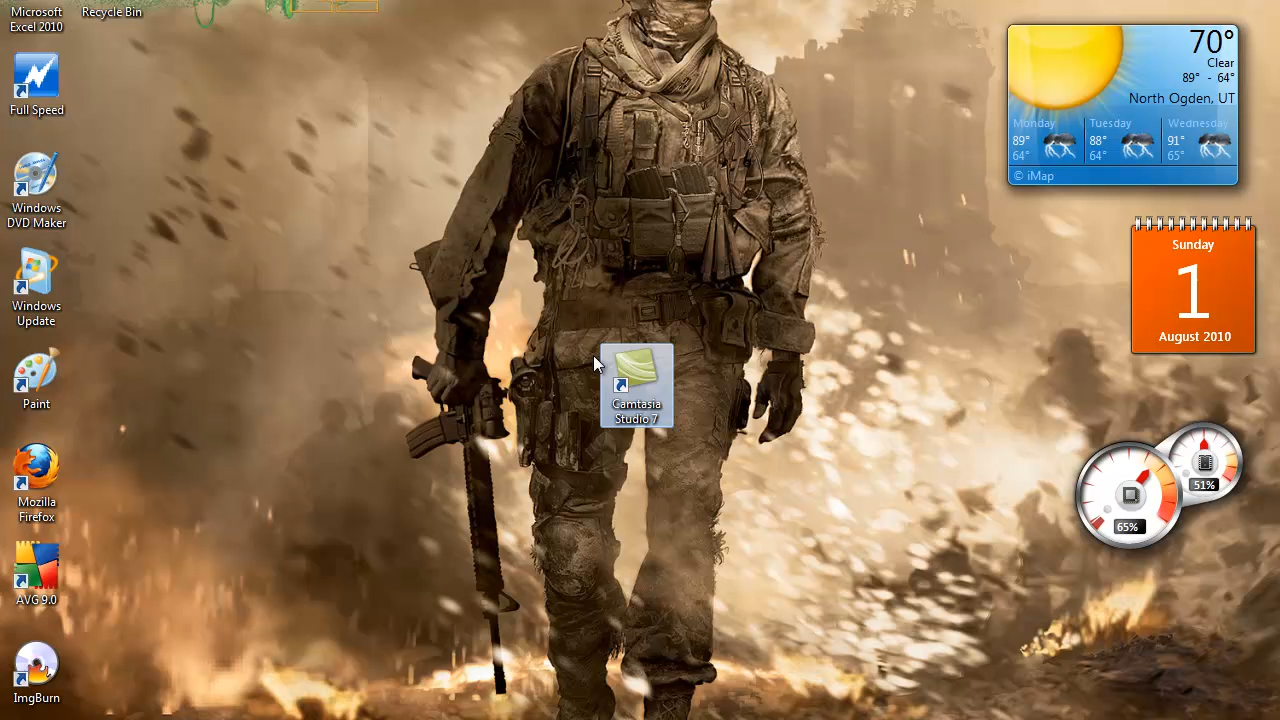 Microsoft
Excel 2010
Recycle Bin
Full Speed
Windows
DVD Maker
Windows
Update
Paint
Mozilla
Firefox
AVG 9.0
ImgBurn
Camtasia
Studio 7
70°
Clear
89° - 64°
North Ogden, UT
Monday Tuesday Wednesday
89° 88° 91°
64° 64° 65°
© iMap
Sunday
1
August 2010
51%
65%